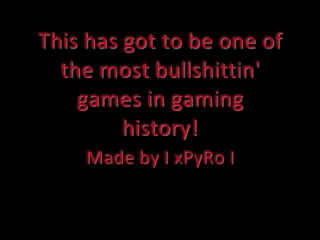 This has got to be one of
the most bullshittin'
games in gaming
history!
Made by I xPyRo I